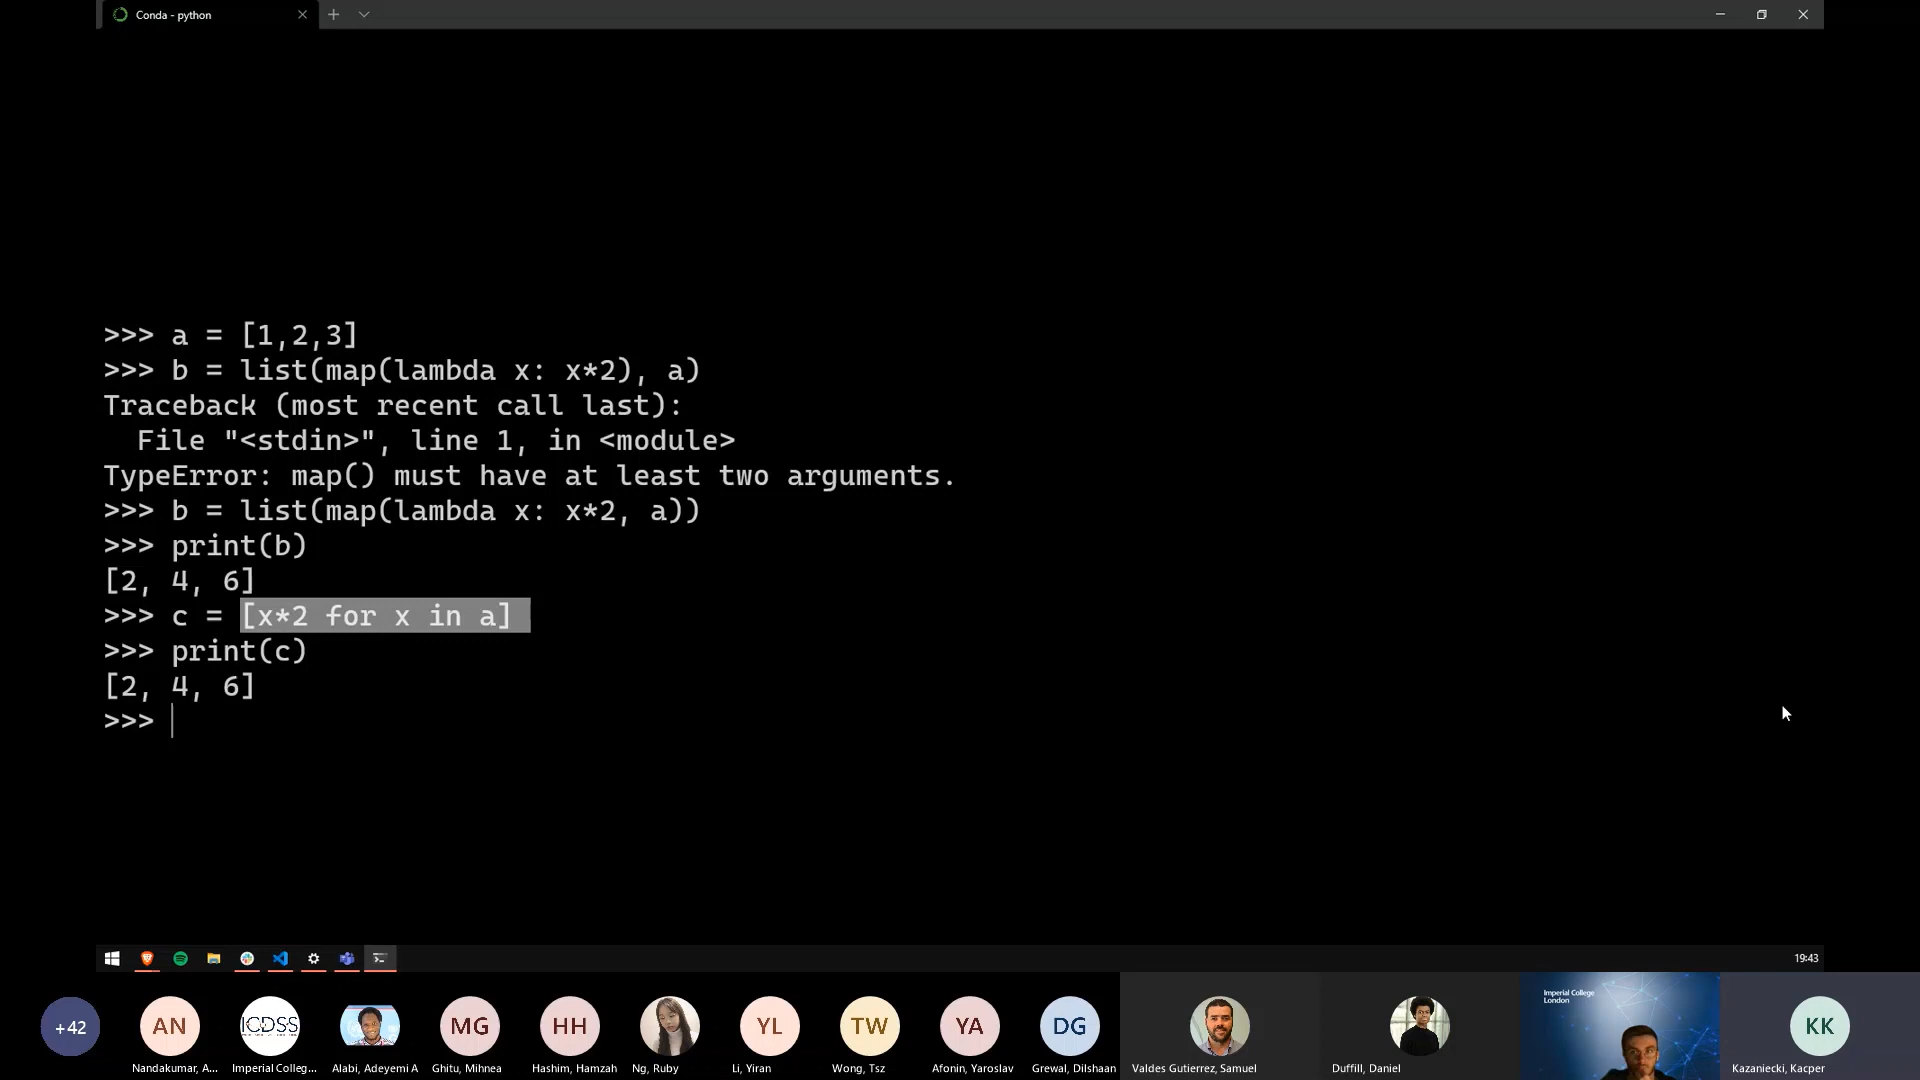 Conda - python
>>> a = [1,2,3]
>>> b = list(map(lambda x: x*2), a)
Traceback (most recent call last):
  File "<stdin>", line 1, in <module>
TypeError: map() must have at least two arguments.
>>> b = list(map(lambda x: x*2, a))
>>> print(b)
[2, 4, 6]
>>> c = [x*2 for x in a]
>>> print(c)
[2, 4, 6]
>>>
19:43
+42
AN
ICDSS
MG
HH
YL
TW
YA
DG
Imperial College
London
KK
Nandakumar, A...
Imperial Colleg...
Alabi, Adeyemi A
Ghitu, Mihnea
Hashim, Hamzah
Ng, Ruby
Li, Yiran
Wong, Tsz
Afonin, Yaroslav
Grewal, Dilshaan
Valdes Gutierrez, Samuel
Duffill, Daniel
Kazaniecki, Kacper